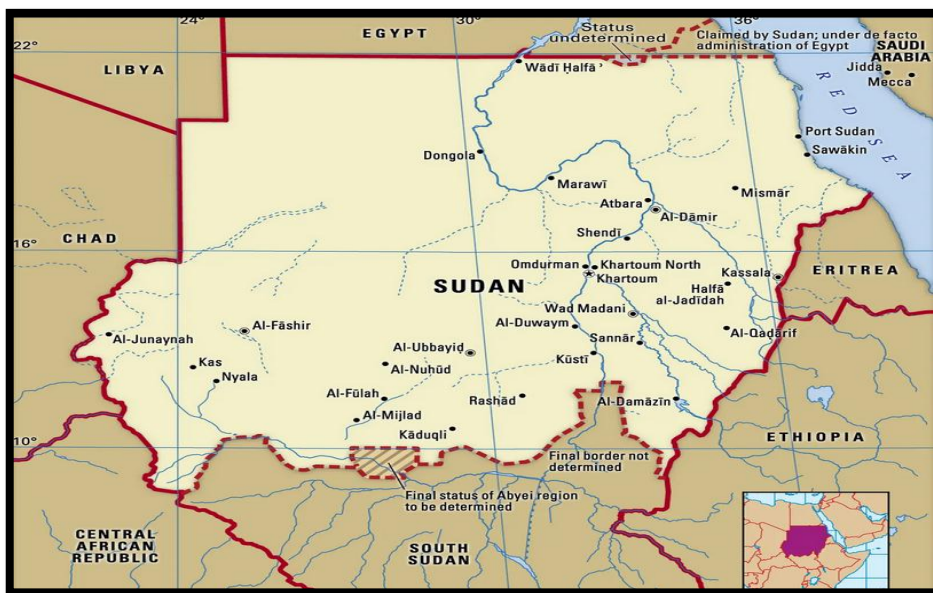 24°
30°
36°
22°
EGYPT
Status
undetermined
Claimed by Sudan; under de facto
administration of Egypt
SAUDI
ARABIA
Jidda
Mecca
LIBYA
Wādī Ḥalfāʾ
RED SEA
Port Sudan
Sawākin
Dongola
Marawī
Mismār
Atbara
Al-Dāmir
Shendī
CHAD
16°
Omdurman
Khartoum North
Khartoum
Kassala
ERITREA
SUDAN
Halfā
al-Jadīdah
Wad Madani
Al-Duwaym
Al-Qaḍārif
Al-Fāshir
Al-Junaynah
Sannār
Al-Ubbayiḍ
Kūstī
Kas
Al-Nuhūd
Nyala
Al-Fūlah
Rashād
Al-Damāzīn
Al-Mijlad
Kāduqlī
10°
ETHIOPIA
Final border not
determined
Final status of Abyei region
to be determined
CENTRAL
AFRICAN
REPUBLIC
SOUTH
SUDAN